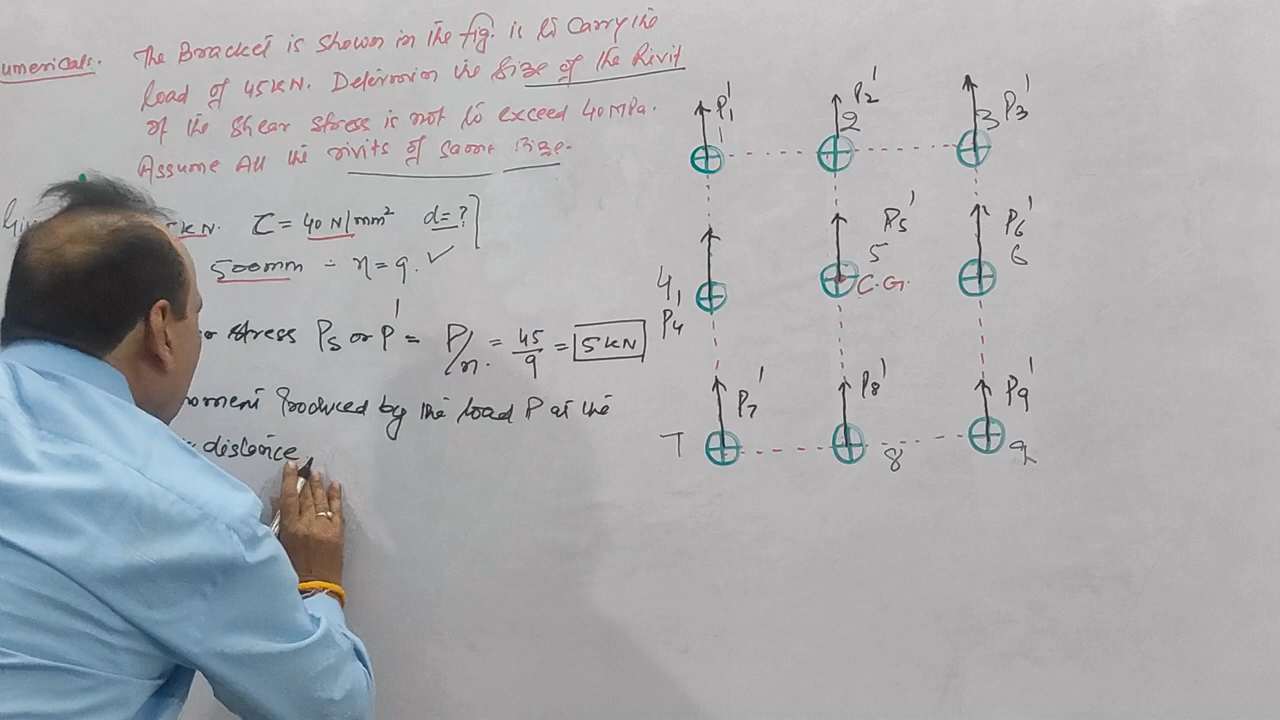 umericals. The Bracket is shown in the fig. is to carry the
load of 45KN. Determin the Size of the Rivit
of the shear stress is not to exceed 40MPa.
Assume All the rivits of same size.
KN. τ = 40 N/mm² d=?
500mm - n = 9. ✓
stress Ps or P' = P/n. = 45/9 = 5KN
moment Produced by the load P at the
distance,
P1' P2' P3'
1 2 3
P5' P6'
4, 5 6
P4 C.G.
P7' P8' P9'
7 8 9